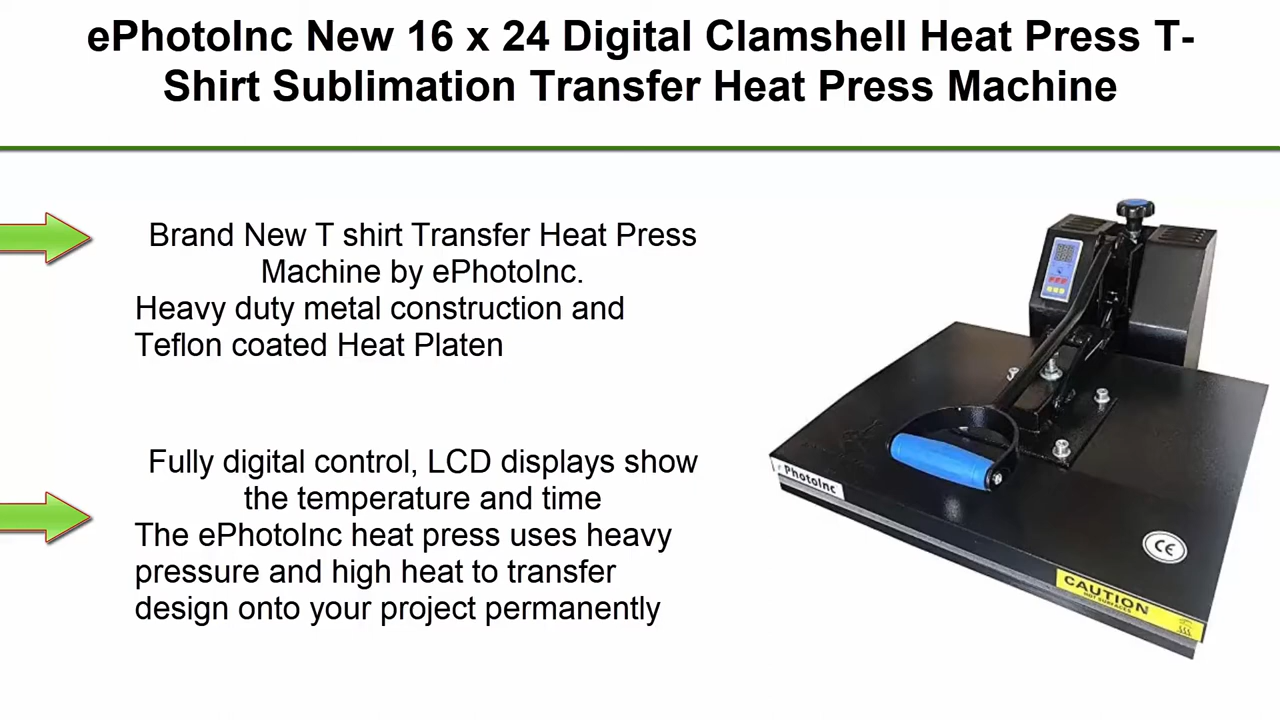 ePhotoInc New 16 x 24 Digital Clamshell Heat Press T-
Shirt Sublimation Transfer Heat Press Machine
Brand New T shirt Transfer Heat Press
Machine by ePhotoInc.
Heavy duty metal construction and
Teflon coated Heat Platen
Fully digital control, LCD displays show
the temperature and time
The ePhotoInc heat press uses heavy
pressure and high heat to transfer
design onto your project permanently
ePhotoInc
CE
CAUTION
HOT SURFACES